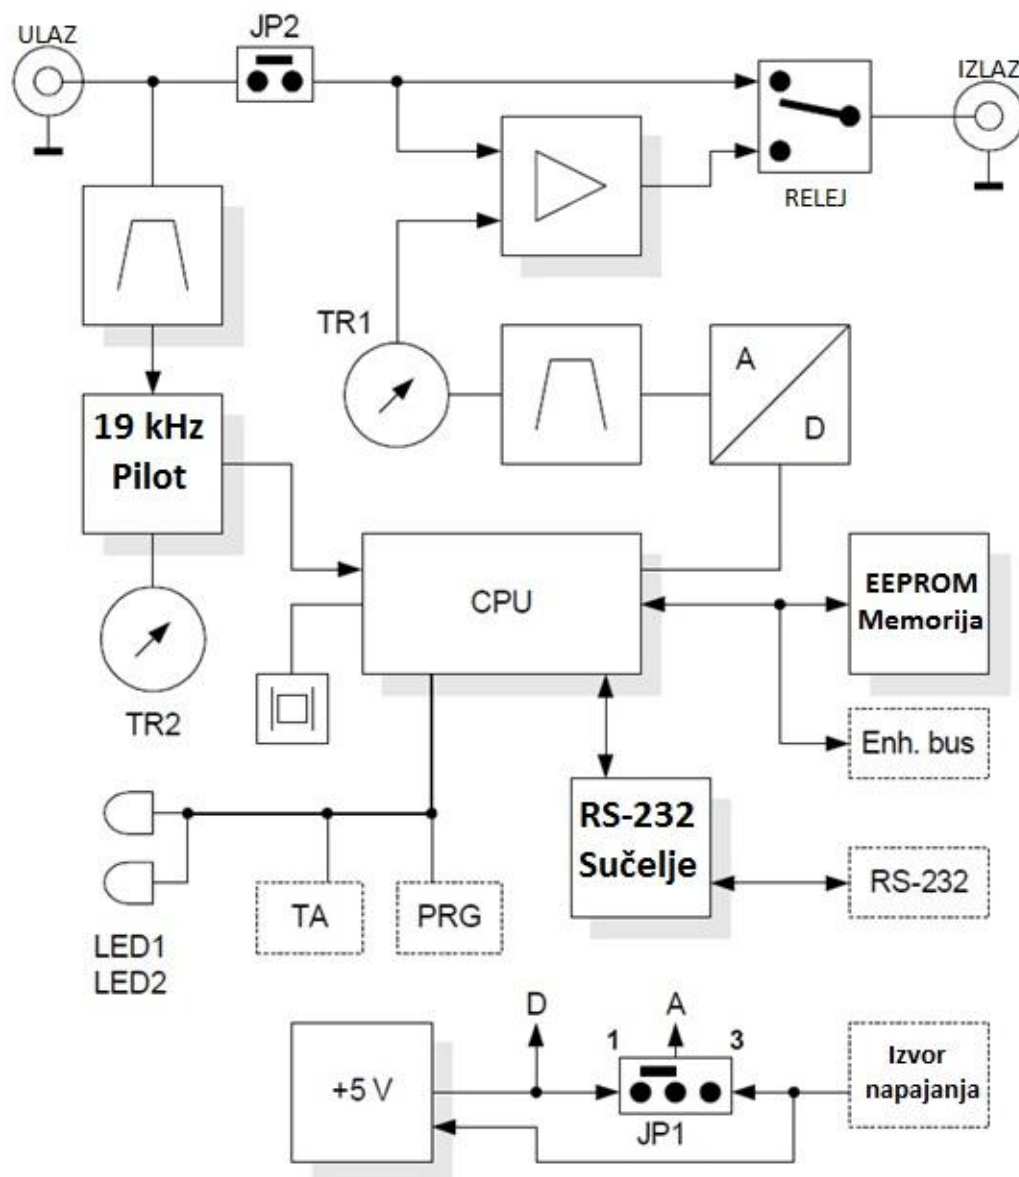 ULAZ
JP2
IZLAZ
RELEJ
TR1
A
D
19 kHz
Pilot
CPU
EEPROM
Memorija
TR2
Enh. bus
RS-232
Sučelje
RS-232
TA
PRG
LED1
LED2
D
A
1
3
+5 V
JP1
Izvor
napajanja